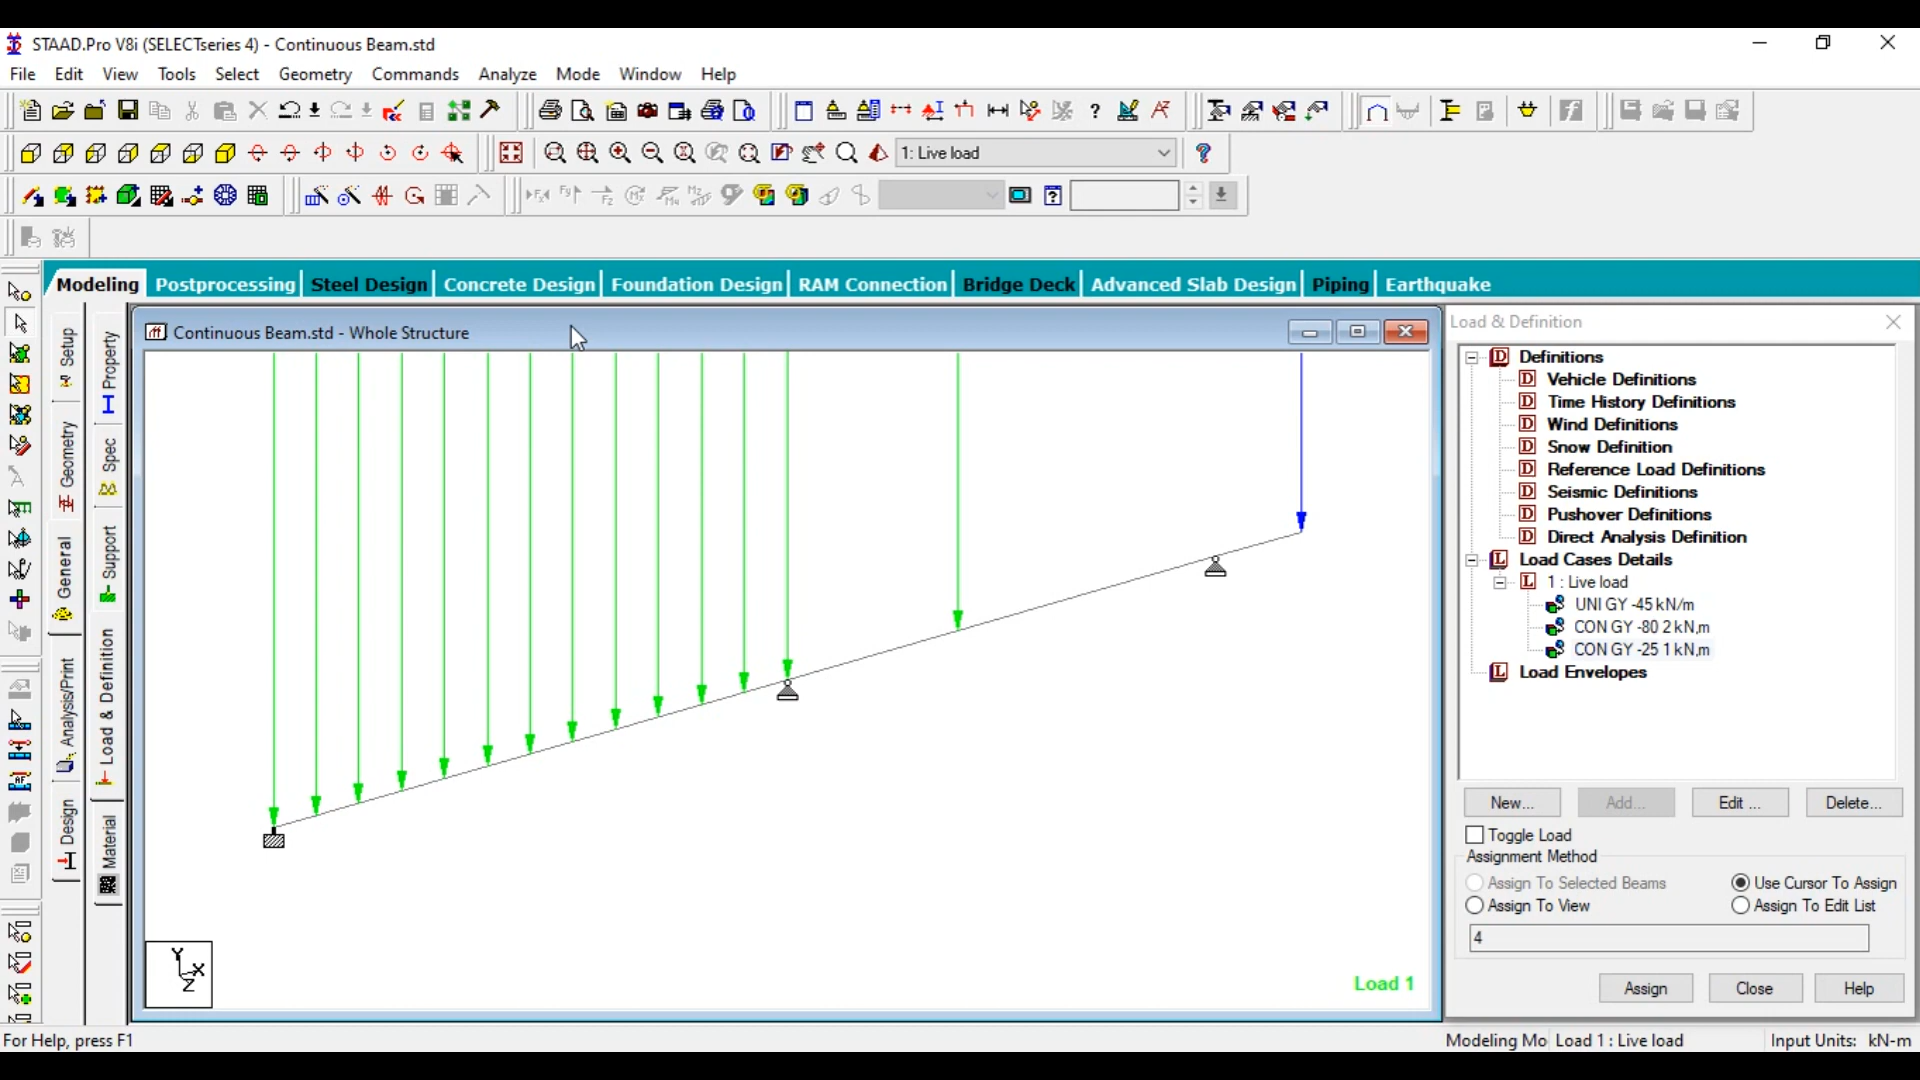 STAAD.Pro V8i (SELECTseries 4) - Continuous Beam.std
File Edit View Tools Select Geometry Commands Analyze Mode Window Help
1: Live load
Modeling Postprocessing Steel Design Concrete Design Foundation Design RAM Connection Bridge Deck Advanced Slab Design Piping Earthquake
Setup
Geometry
General
Analysis/Print
Design
Property
Spec
Support
Load & Definition
Material
Continuous Beam.std - Whole Structure
Y
X
Z
Load 1
Load & Definition
Definitions
Vehicle Definitions
Time History Definitions
Wind Definitions
Snow Definition
Reference Load Definitions
Seismic Definitions
Pushover Definitions
Direct Analysis Definition
Load Cases Details
1 : Live load
UNI GY -45 kN/m
CON GY -80 2 kN,m
CON GY -25 1 kN,m
Load Envelopes
New... Add... Edit ... Delete...
Toggle Load
Assignment Method
Assign To Selected Beams Use Cursor To Assign
Assign To View Assign To Edit List
4
Assign Close Help
For Help, press F1 Modeling Mo Load 1 : Live load Input Units: kN-m